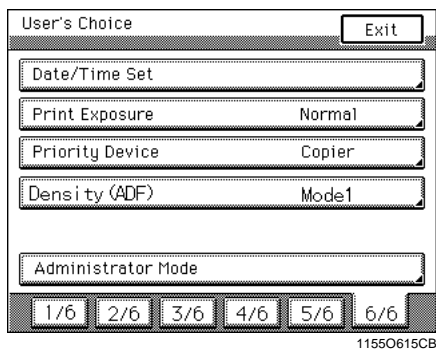 User's Choice Exit
Date/Time Set
Print Exposure Normal
Priority Device Copier
Density(ADF) Mode1
Administrator Mode
1/6 2/6 3/6 4/6 5/6 6/6
1155O615CB